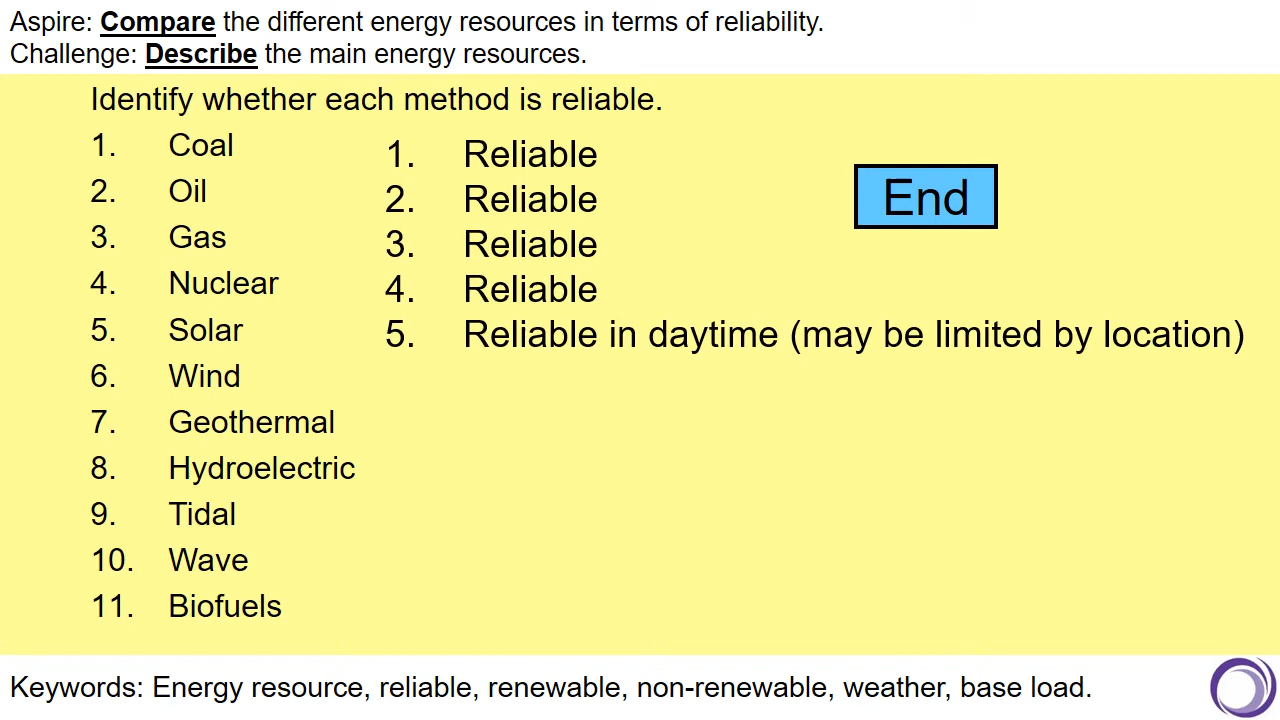 Aspire: Compare the different energy resources in terms of reliability.
Challenge: Describe the main energy resources.
Identify whether each method is reliable.
1. Coal
2. Oil
3. Gas
4. Nuclear
5. Solar
6. Wind
7. Geothermal
8. Hydroelectric
9. Tidal
10. Wave
11. Biofuels
1. Reliable
2. Reliable
3. Reliable
4. Reliable
5. Reliable in daytime (may be limited by location)
End
Keywords: Energy resource, reliable, renewable, non-renewable, weather, base load.